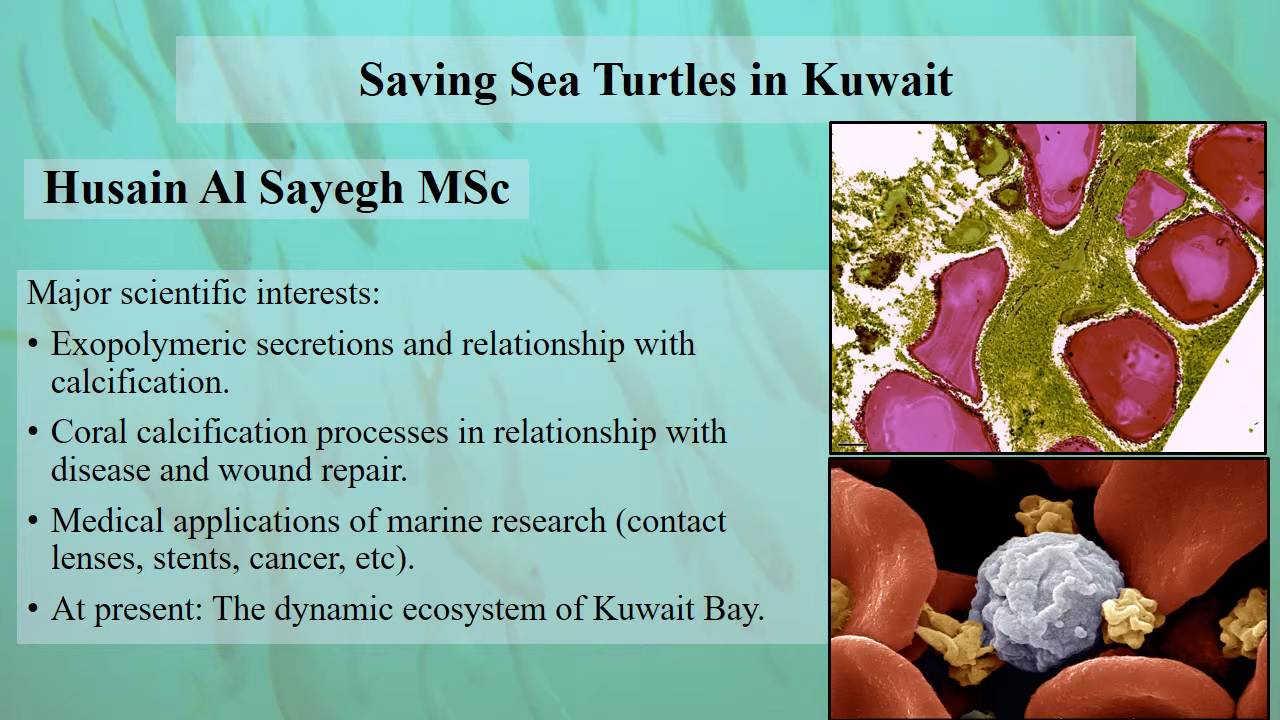 Saving Sea Turtles in Kuwait
Husain Al Sayegh MSc
Major scientific interests:
• Exopolymeric secretions and relationship with
calcification.
• Coral calcification processes in relationship with
disease and wound repair.
• Medical applications of marine research (contact
lenses, stents, cancer, etc).
• At present: The dynamic ecosystem of Kuwait Bay.